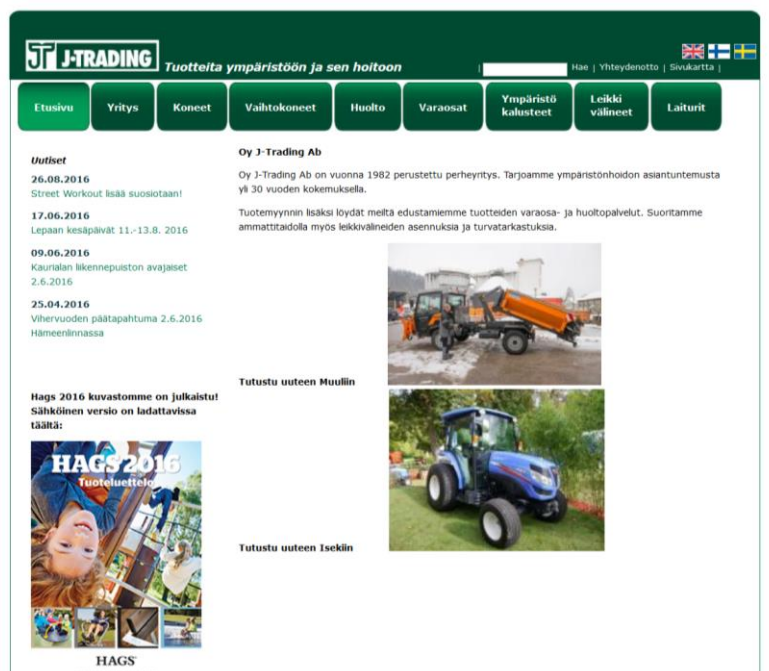 J-TRADING
Tuotteita ympäristöön ja sen hoitoon
| Hae | Yhteydenotto | Sivukartta |
Etusivu
Yritys
Koneet
Vaihtokoneet
Huolto
Varaosat
Ympäristö
kalusteet
Leikki
välineet
Laiturit
Uutiset
26.08.2016
Street Workout lisää suosiotaan!
17.06.2016
Lepaan kesäpäivät 11.-13.8. 2016
09.06.2016
Kaurialan liikennepuiston avajaiset
2.6.2016
25.04.2016
Vihervuoden päätapahtuma 2.6.2016
Hämeenlinnassa
Hags 2016 kuvastomme on julkaistu!
Sähköinen versio on ladattavissa
täältä:
HAGS 2016
Tuoteluettelo
HAGS
Oy J-Trading Ab
Oy J-Trading Ab on vuonna 1982 perustettu perheyritys. Tarjoamme ympäristönhoidon asiantuntemusta
yli 30 vuoden kokemuksella.
Tuotemyynnin lisäksi löydät meiltä edustamiemme tuotteiden varaosa- ja huoltopalvelut. Suoritamme
ammattitaidolla myös leikkivälineiden asennuksia ja turvatarkastuksia.
Tutustu uuteen Muuliin
Tutustu uuteen Isekiin